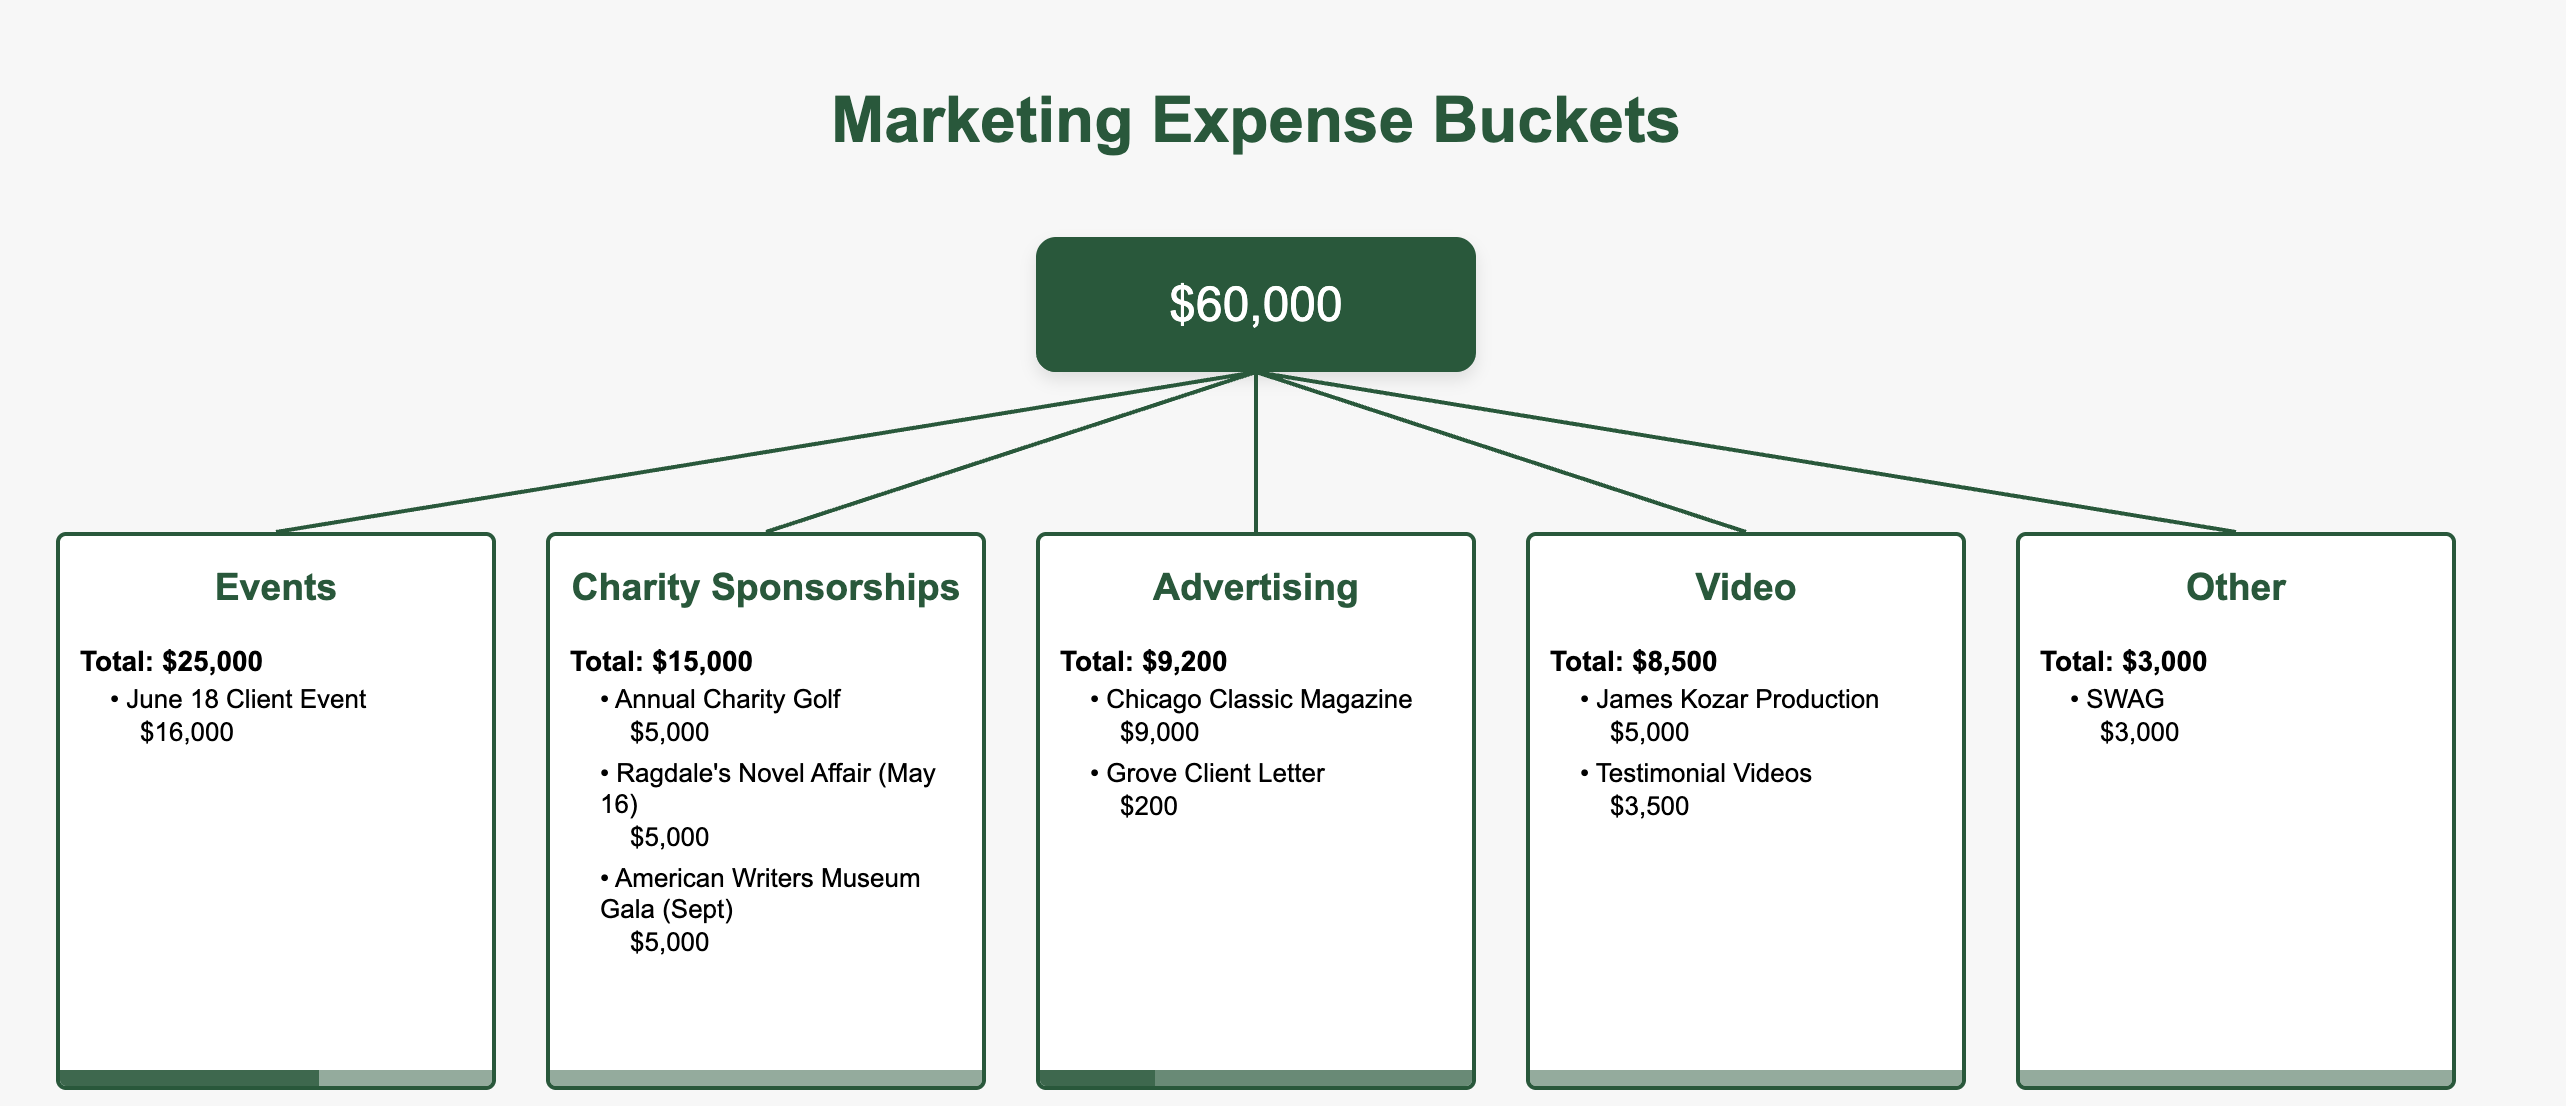 Marketing Expense Buckets
$60,000
Events
Total: $25,000
• June 18 Client Event
$16,000
Charity Sponsorships
Total: $15,000
• Annual Charity Golf
$5,000
• Ragdale's Novel Affair (May
16)
$5,000
• American Writers Museum
Gala (Sept)
$5,000
Advertising
Total: $9,200
• Chicago Classic Magazine
$9,000
• Grove Client Letter
$200
Video
Total: $8,500
• James Kozar Production
$5,000
• Testimonial Videos
$3,500
Other
Total: $3,000
• SWAG
$3,000